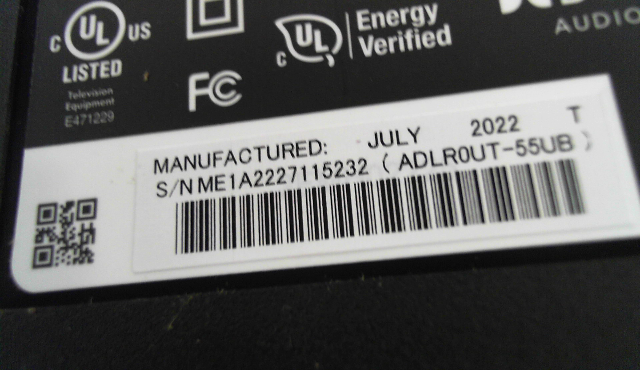 c UL US
LISTED
Television
Equipment
E471229
FC
c UL
Energy
Verified
AUDIO
MANUFACTURED: JULY 2022 T
S/N ME1A2227115232 ( ADLR0UT-55UB )